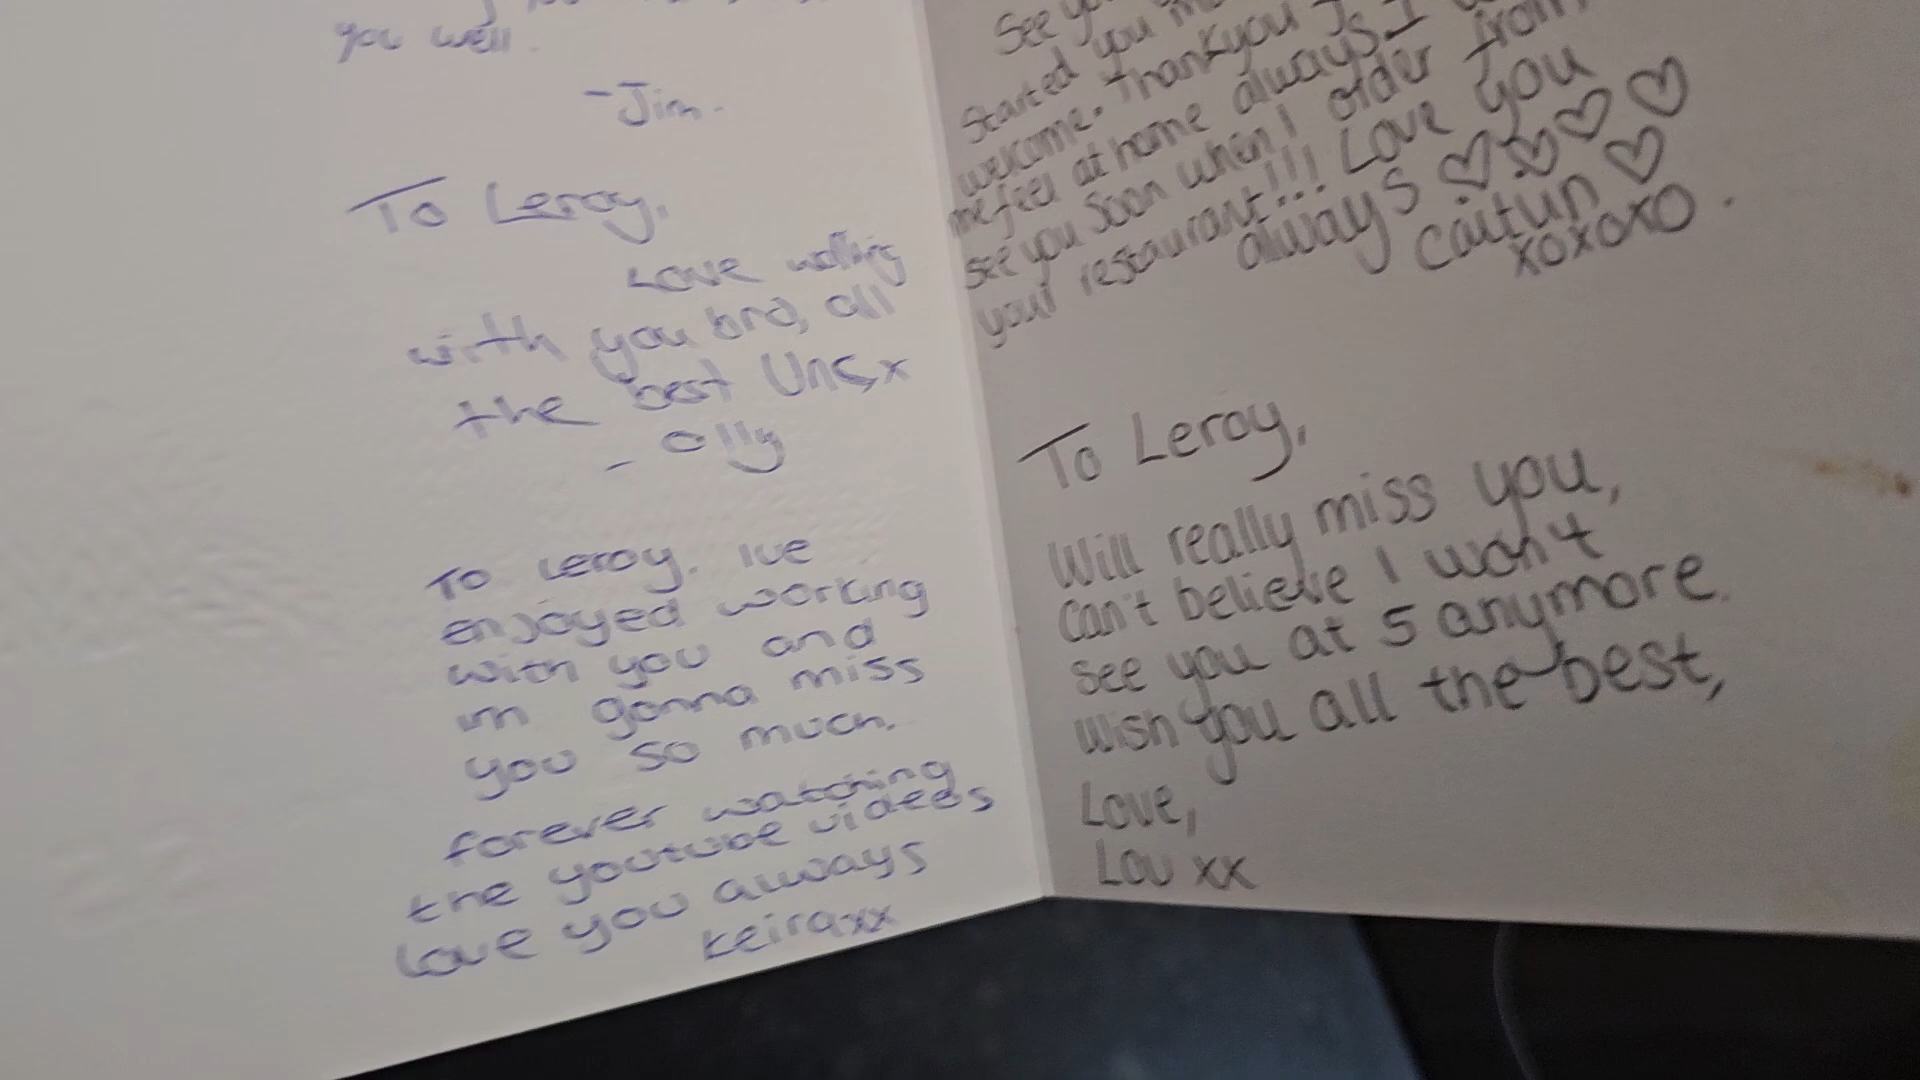 you well.
-Jim.
To Leroy,
Love walking
with you bro, all
the best Unc,x
- Olly
To Leroy. Ive
enjoyed working
with you and
im gonna miss
you so much.
forever watching
the youtube videos
Love you always
Keiraxx
See you
Started you
welcome. Thankyou
me feel at home always I
see you soon when I order from
your restaurant!!! Love you
always ♡♡♡♡
Caitlin ♡
xoxoxo.
To Leroy,
Will really miss you,
can't believe I won't
see you at 5 anymore.
Wish you all the best,
Love,
Lou xx